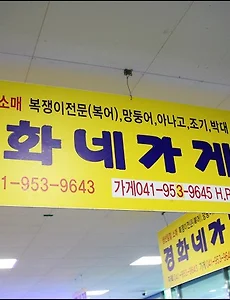 소매 복쟁이전문(복어),망둥어,아나고,조기,박대
화네가게
1-953-9643 가게041-953-9645 H.P
경화네가